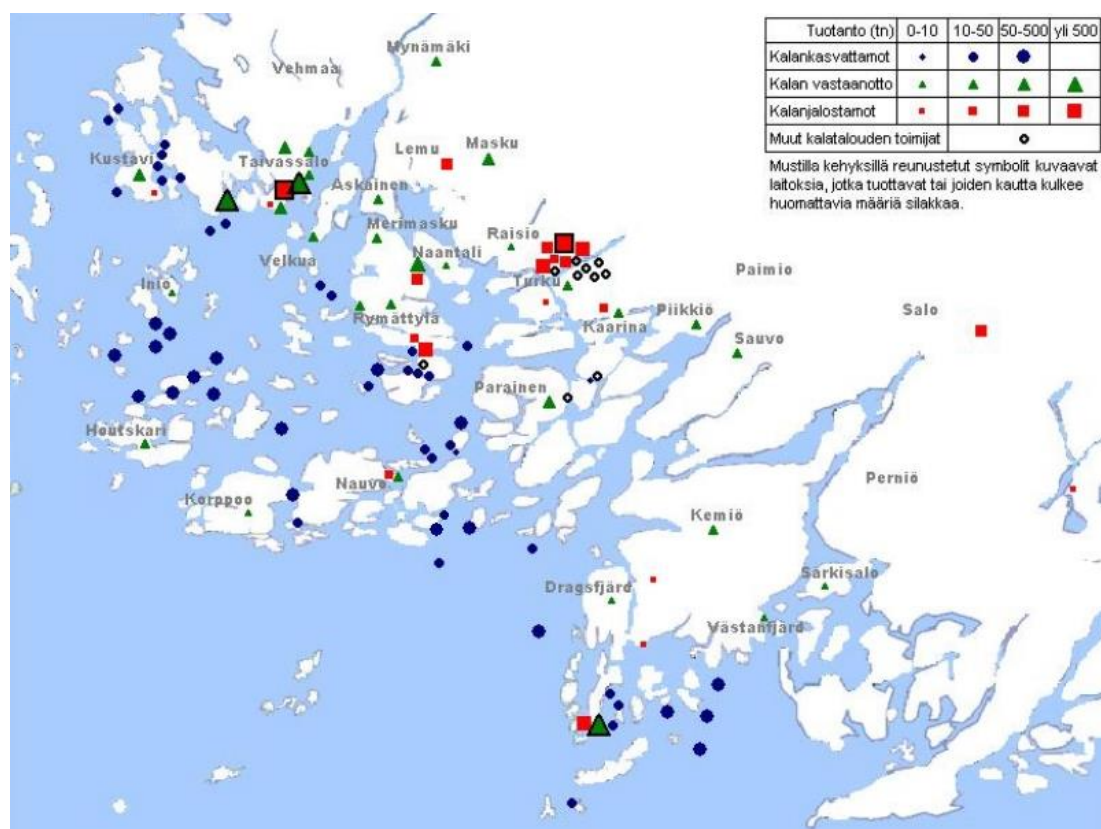 Tuotanto (tn) 0-10 10-50 50-500 yli 500
Kalankasvattamot
Kalan vastaanotto
Kalanjalostamot
Muut kalatalouden toimijat
Mustilla kehyksillä reunustetut symbolit kuvaavat
laitoksia, jotka tuottavat tai joiden kautta kulkee
huomattavia määriä silakkaa.
Mynämäki
Vehmaa
Lemu
Masku
Kustavi
Taivassalo
Askainen
Merimasku
Raisio
Naantali
Velkua
Iniö
Turku
Paimio
Rymättylä
Kaarina
Piikkiö
Salo
Sauvo
Parainen
Houtskari
Nauvo
Korppoo
Perniö
Kemiö
Dragsfjärd
Särkisalo
Västanfjärd